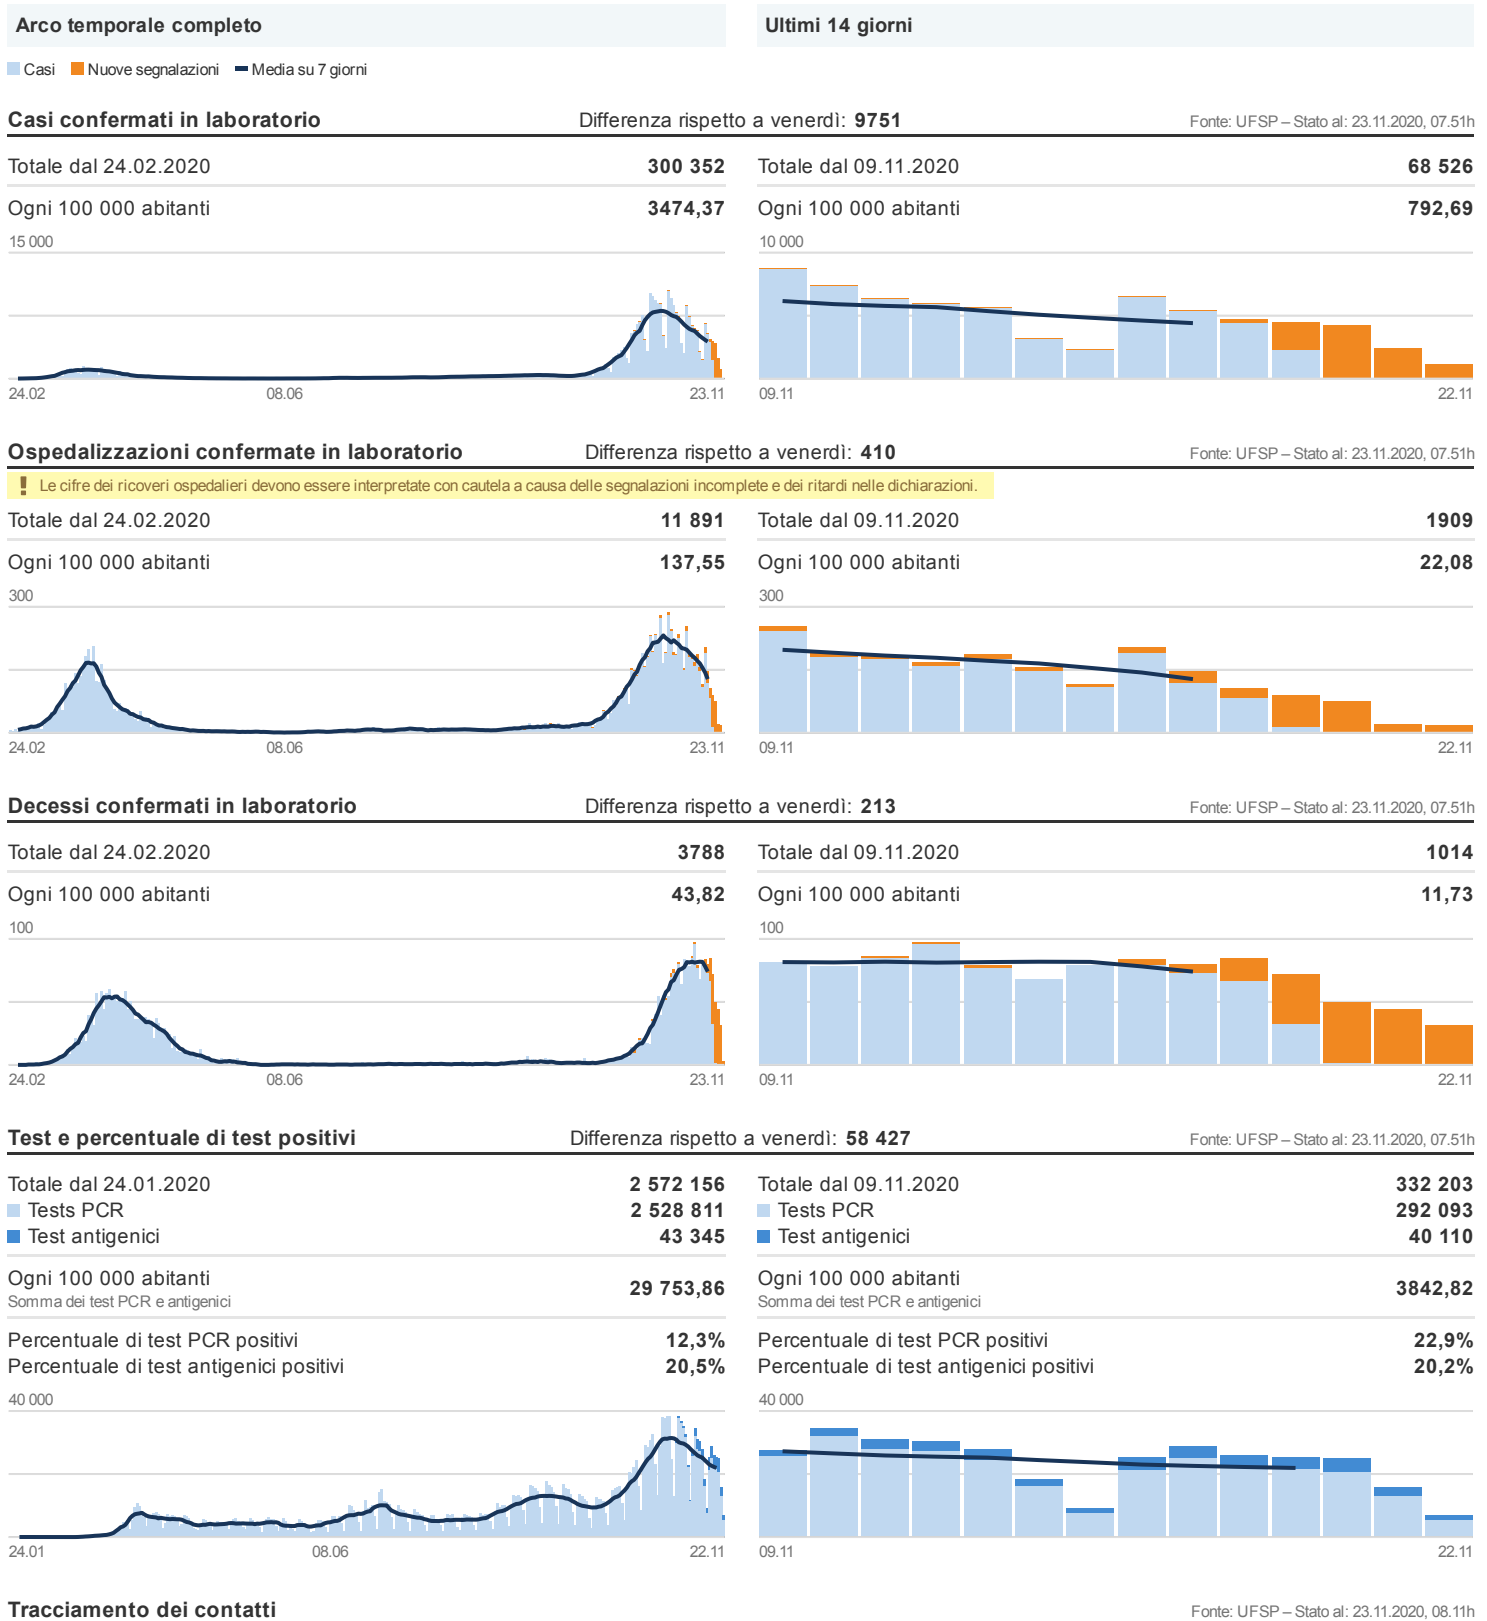 Arco temporale completo
Ultimi 14 giorni
Casi Nuove segnalazioni Media su 7 giorni
Casi confermati in laboratorio Differenza rispetto a venerdì: 9751 Fonte: UFSP – Stato al: 23.11.2020, 07.51h
Totale dal 24.02.2020 300 352
Ogni 100 000 abitanti 3474,37
15 000
24.02 08.06 23.11
Totale dal 09.11.2020 68 526
Ogni 100 000 abitanti 792,69
10 000
09.11 22.11
Ospedalizzazioni confermate in laboratorio Differenza rispetto a venerdì: 410 Fonte: UFSP – Stato al: 23.11.2020, 07.51h
! Le cifre dei ricoveri ospedalieri devono essere interpretate con cautela a causa delle segnalazioni incomplete e dei ritardi nelle dichiarazioni.
Totale dal 24.02.2020 11 891
Ogni 100 000 abitanti 137,55
300
24.02 08.06 23.11
Totale dal 09.11.2020 1909
Ogni 100 000 abitanti 22,08
300
09.11 22.11
Decessi confermati in laboratorio Differenza rispetto a venerdì: 213 Fonte: UFSP – Stato al: 23.11.2020, 07.51h
Totale dal 24.02.2020 3788
Ogni 100 000 abitanti 43,82
100
24.02 08.06 23.11
Totale dal 09.11.2020 1014
Ogni 100 000 abitanti 11,73
100
09.11 22.11
Test e percentuale di test positivi Differenza rispetto a venerdì: 58 427 Fonte: UFSP – Stato al: 23.11.2020, 07.51h
Totale dal 24.01.2020 2 572 156
Tests PCR 2 528 811
Test antigenici 43 345
Ogni 100 000 abitanti 29 753,86
Somma dei test PCR e antigenici
Percentuale di test PCR positivi 12,3%
Percentuale di test antigenici positivi 20,5%
40 000
24.01 08.06 22.11
Totale dal 09.11.2020 332 203
Tests PCR 292 093
Test antigenici 40 110
Ogni 100 000 abitanti 3842,82
Somma dei test PCR e antigenici
Percentuale di test PCR positivi 22,9%
Percentuale di test antigenici positivi 20,2%
40 000
09.11 22.11
Tracciamento dei contatti Fonte: UFSP – Stato al: 23.11.2020, 08.11h